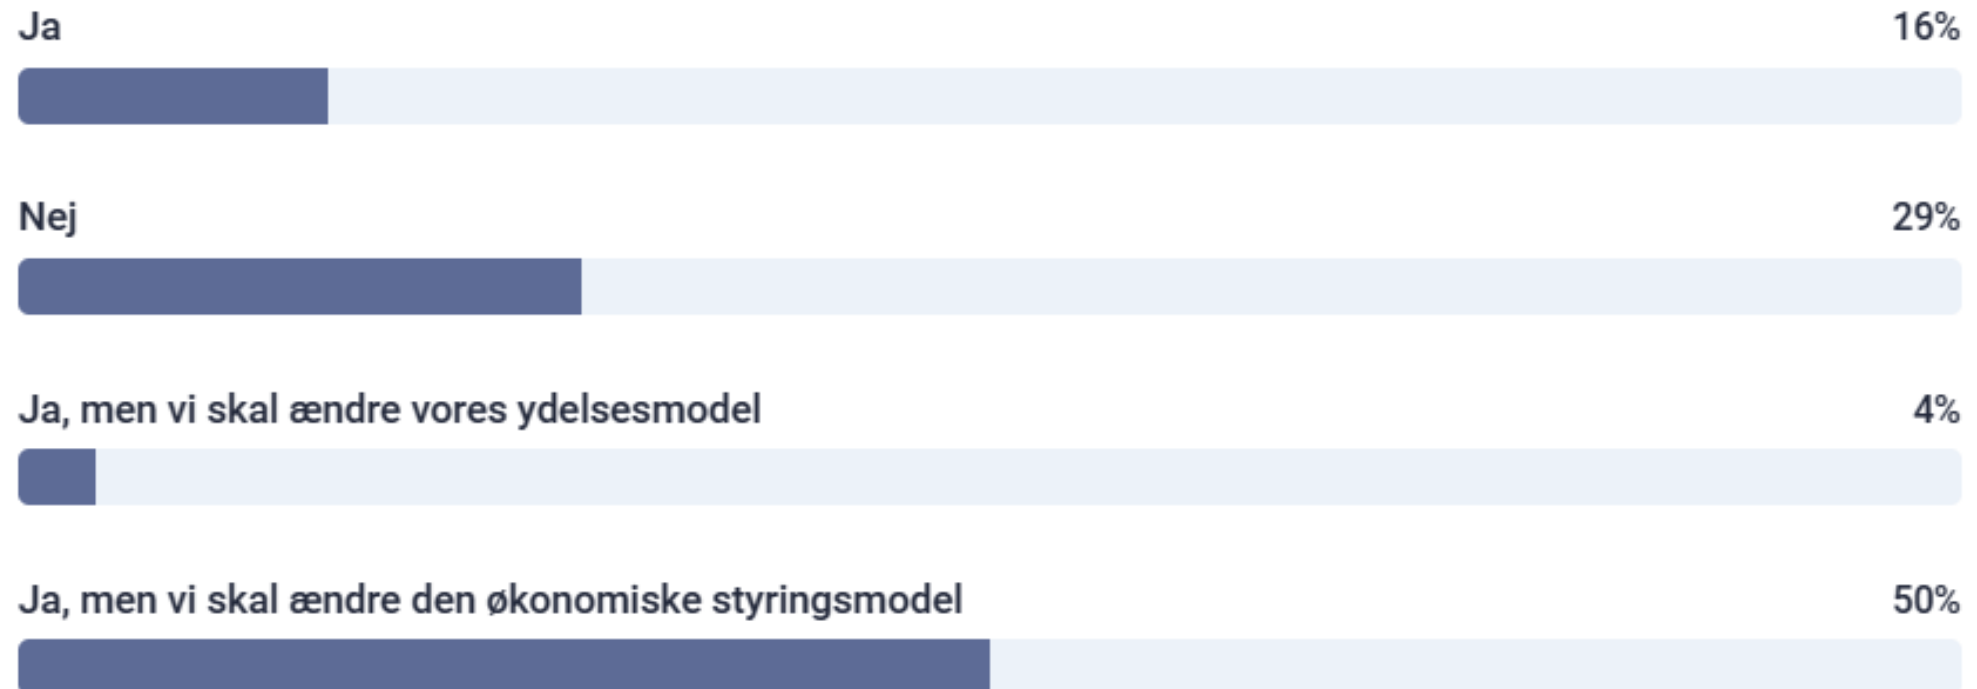 Ja 16%
Nej 29%
Ja, men vi skal ændre vores ydelsesmodel 4%
Ja, men vi skal ændre den økonomiske styringsmodel 50%